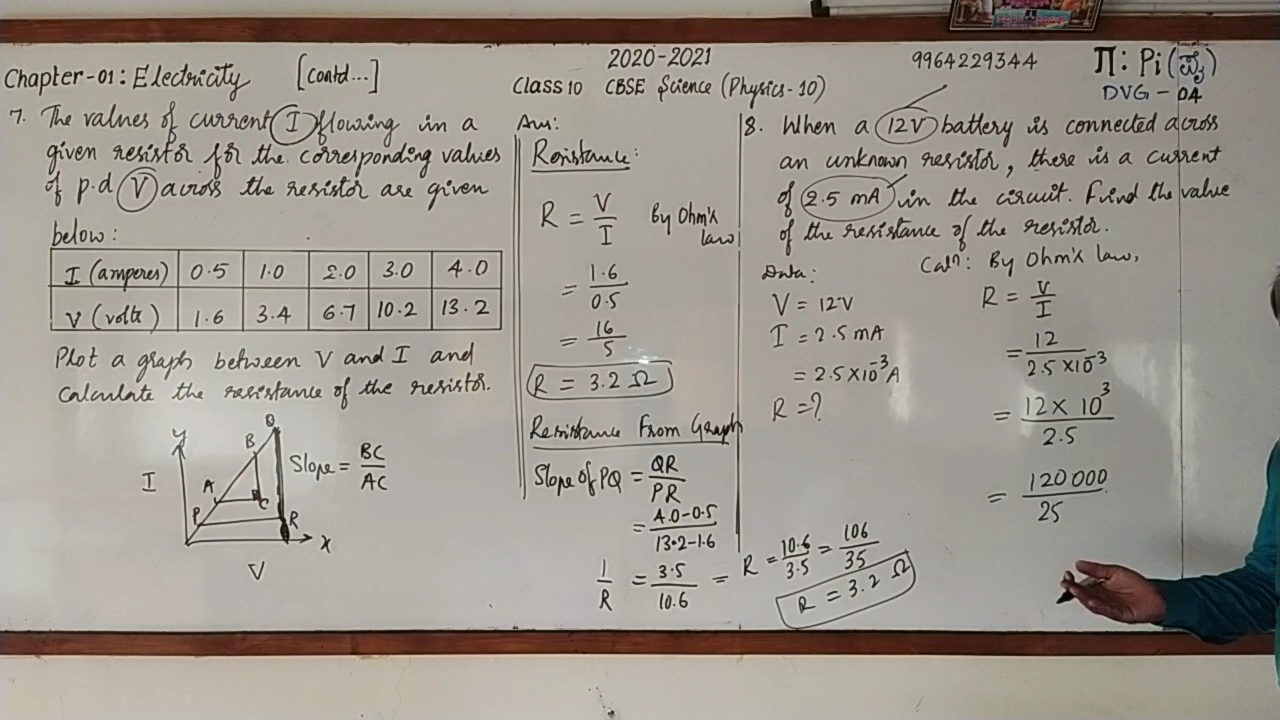 2020-2021
9964229344
Π: Pi(
Chapter-01: Electricity [contd...]
Class 10 CBSE Science (Physics-10)
DVG-04
7. The values of current I flowing in a
given resistor for the corresponding values
of p.d V across the resistor are given
below:
I (amperes) 0.5 1.0 2.0 3.0 4.0
V (volts) 1.6 3.4 6.7 10.2 13.2
Plot a graph between V and I and
Calculate the resistance of the resistor.
Y
Q
B
A
C
P
R
X
I
V
Slope = BC
AC
Ans:
Resistance:
R = V
I
By Ohm's
law
= 1.6
0.5
= 16
5
R = 3.2 Ω
Resistance From Graph
Slope of PQ = QR
PR
= 4.0-0.5
13.2-1.6
1
R
= 3.5
10.6
= R = 10.6
3.5
= 106
35
R = 3.2 Ω
8. When a 12V battery is connected across
an unknown resistor, there is a current
of 2.5 mA in the circuit. Find the value
of the resistance of the resistor.
Data:
V = 12V
I = 2.5 mA
= 2.5×10⁻³A
R = ?
Calⁿ: By Ohm's law,
R = V
I
= 12
2.5×10⁻³
= 12×10³
2.5
= 120000
25